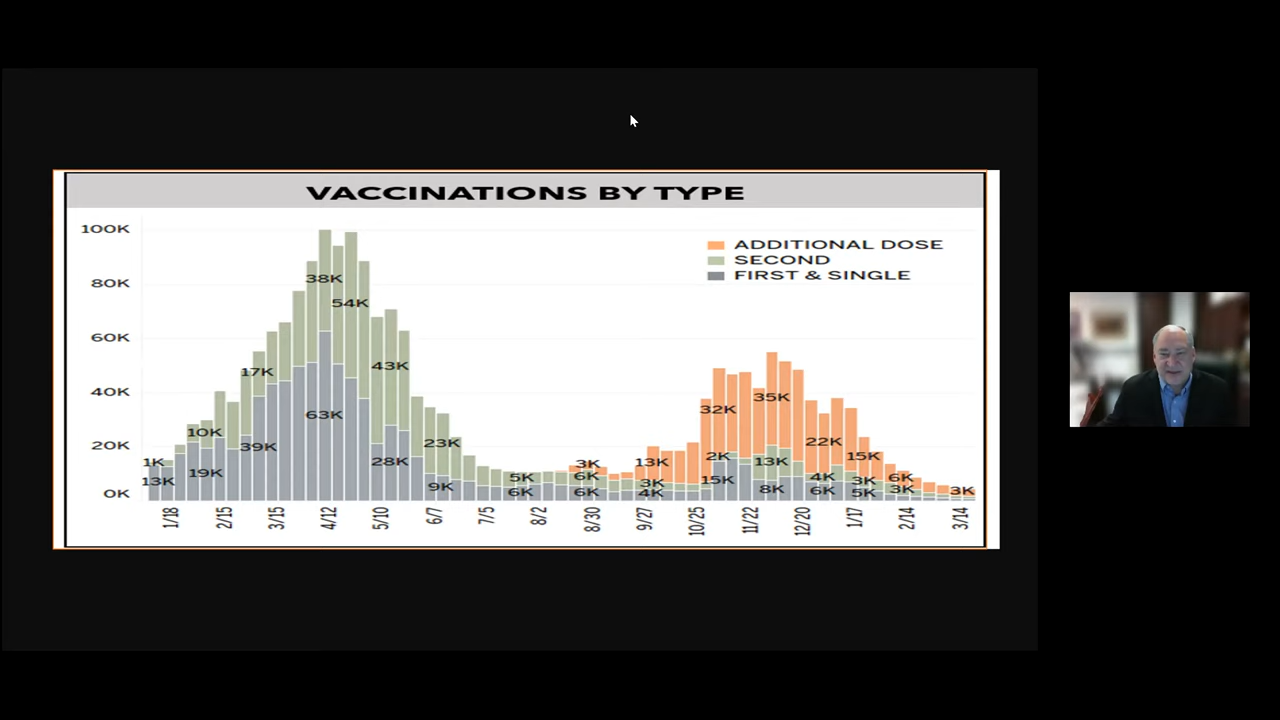 VACCINATIONS BY TYPE
100K
80K
60K
40K
20K
0K
ADDITIONAL DOSE
SECOND
FIRST & SINGLE
1K
13K
10K
19K
17K
39K
38K
63K
54K
43K
28K
23K
9K
5K
6K
3K
6K
6K
13K
3K
4K
32K
2K
15K
35K
13K
8K
22K
4K
6K
15K
3K
5K
6K
3K
3K
1/18
2/15
3/15
4/12
5/10
6/7
7/5
8/2
8/30
9/27
10/25
11/22
12/20
1/17
2/14
3/14